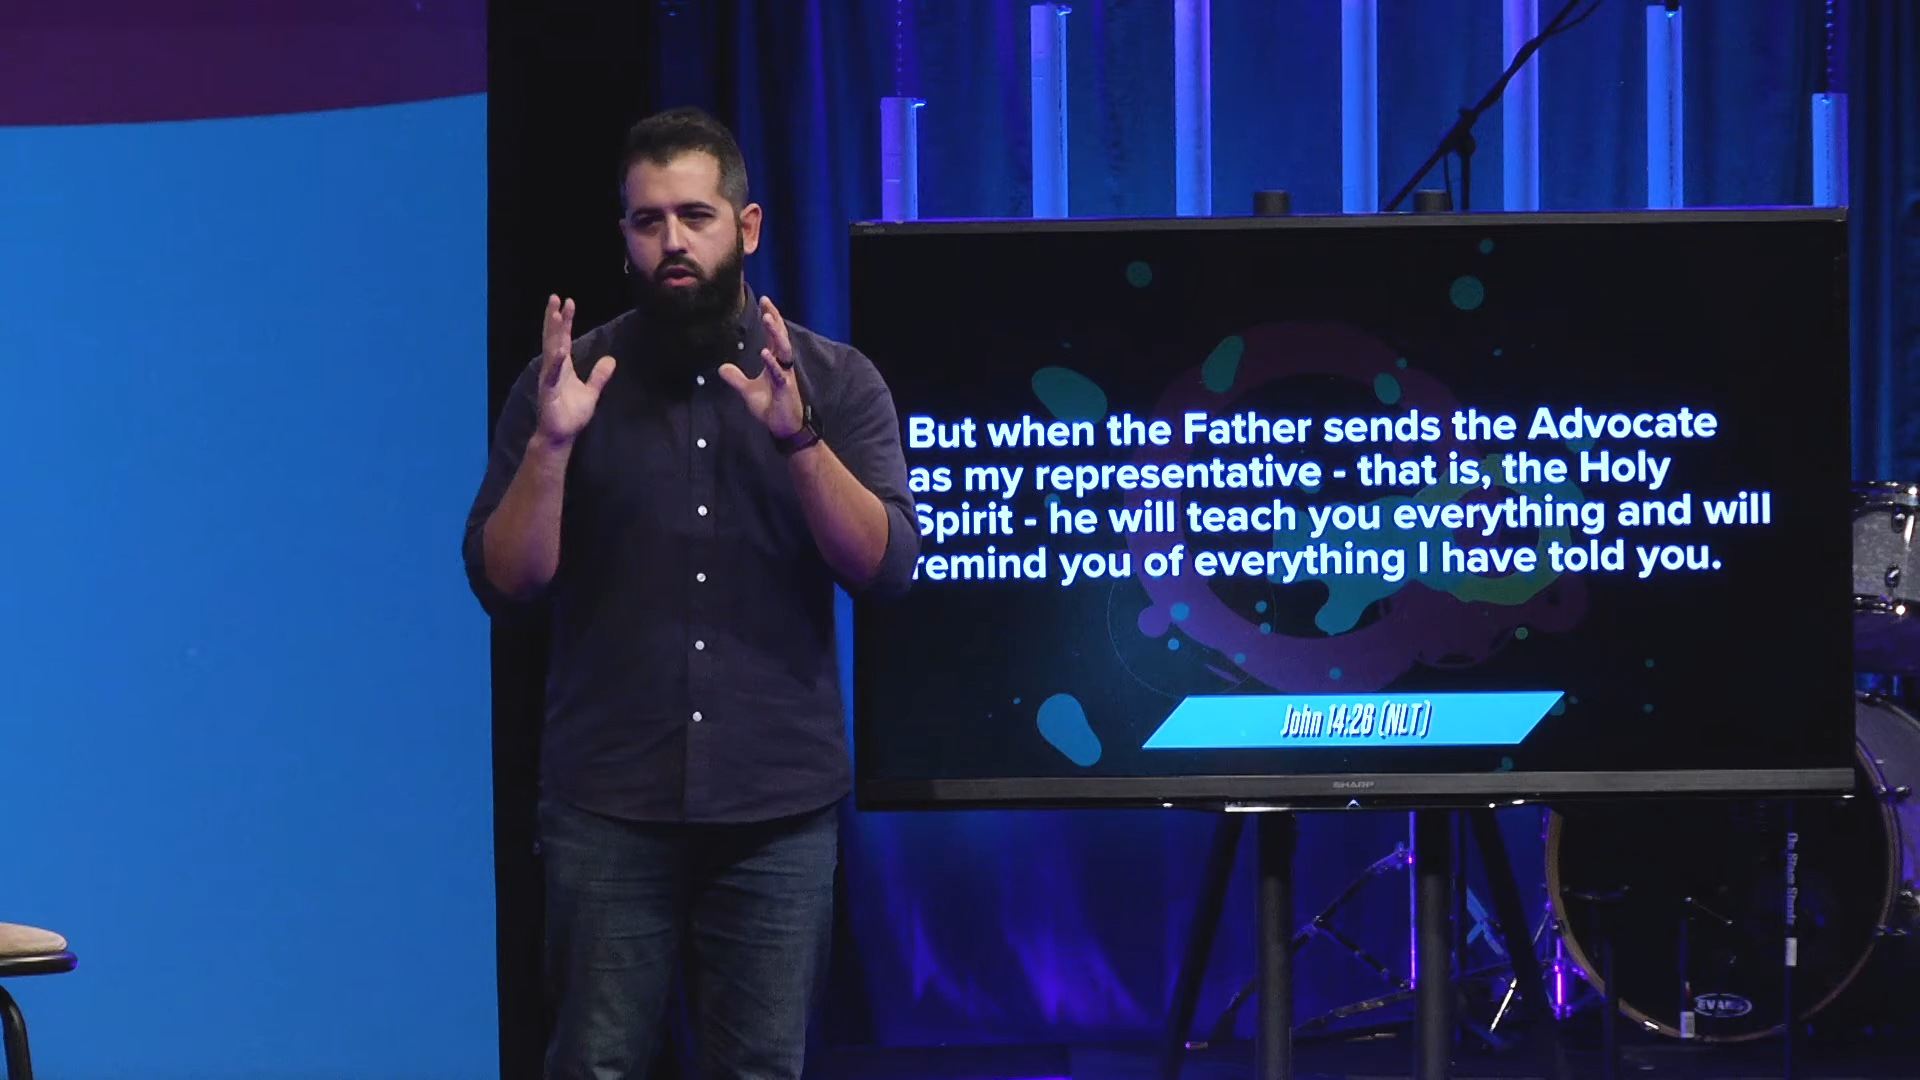 But when the Father sends the Advocate
as my representative - that is, the Holy
Spirit - he will teach you everything and will
remind you of everything I have told you.
John 14:26 (NLT)
SHARP
EVANS